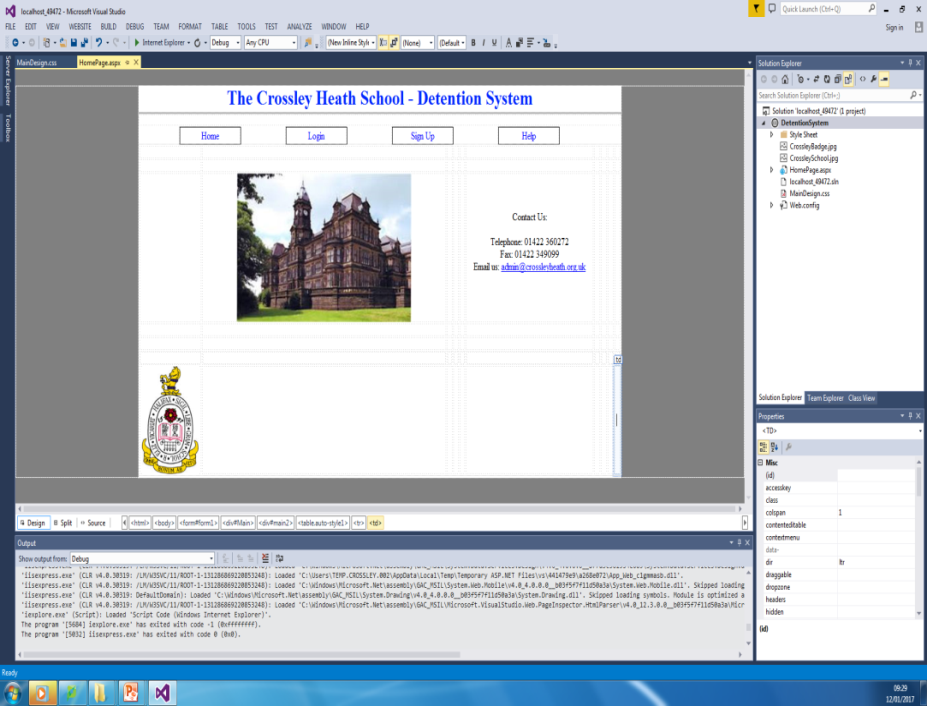 localhost_49472 - Microsoft Visual Studio
Quick Launch (Ctrl+Q)
FILE EDIT VIEW WEBSITE BUILD DEBUG TEAM FORMAT TABLE TOOLS TEST ANALYZE WINDOW HELP
Sign in
Internet Explorer Debug Any CPU (New Inline Style (None) (Default B I U A
Server Explorer
Toolbox
MainDesign.css HomePage.aspx
The Crossley Heath School - Detention System
Home Login Sign Up Help
Contact Us:
Telephone: 01422 360272
Fax: 01422 349099
Email us: admin@crossleyheath.org.uk
td
Design Split Source <html> <body> <form#form1> <div#Main> <div#main2> <table.auto-style1> <tr> <td>
Solution Explorer
Search Solution Explorer (Ctrl+;)
Solution 'localhost_49472' (1 project)
DetentionSystem
Style Sheet
CrossleyBadge.jpg
CrossleySchool.jpg
HomePage.aspx
localhost_49472.sln
MainDesign.css
Web.config
Solution Explorer Team Explorer Class View
Properties
<TD>
Misc
(id)
accesskey
class
colspan 1
contenteditable
contextmenu
data-
dir ltr
draggable
dropzone
headers
hidden
(id)
Output
Show output from: Debug
'iisexpress.exe' (CLR v4.0.30319: /LM/W3SVC/11/ROOT-1-131286869220853248): Loaded 'C:\Users\TEMP.CROSSLEY.002\AppData\Local\Temp\Temporary ASP.NET Files\vs\441479e9\a268e072\App_Web_clgmmasb.dll'.
'iisexpress.exe' (CLR v4.0.30319: /LM/W3SVC/11/ROOT-1-131286869220853248): Loaded 'C:\Windows\Microsoft.Net\assembly\GAC_MSIL\System.Web.Mobile\v4.0_4.0.0.0__b03f5f7f11d50a3a\System.Web.Mobile.dll'. Skipped loading
'iisexpress.exe' (CLR v4.0.30319: DefaultDomain): Loaded 'C:\Windows\Microsoft.Net\assembly\GAC_MSIL\System.Drawing\v4.0_4.0.0.0__b03f5f7f11d50a3a\System.Drawing.dll'. Skipped loading symbols. Module is optimized a
'iisexpress.exe' (CLR v4.0.30319: /LM/W3SVC/11/ROOT-1-131286869220853248): Loaded 'C:\Windows\Microsoft.Net\assembly\GAC_MSIL\Microsoft.VisualStudio.Web.PageInspector.HtmlParser\v4.0_12.3.0.0__b03f5f7f11d50a3a\Micr
'iexplore.exe' (Script): Loaded 'Script Code (Windows Internet Explorer)'.
The program '[5604] iexplore.exe' has exited with code -1 (0xffffffff).
The program '[5032] iisexpress.exe' has exited with code 0 (0x0).
Ready
09:29
12/01/2017